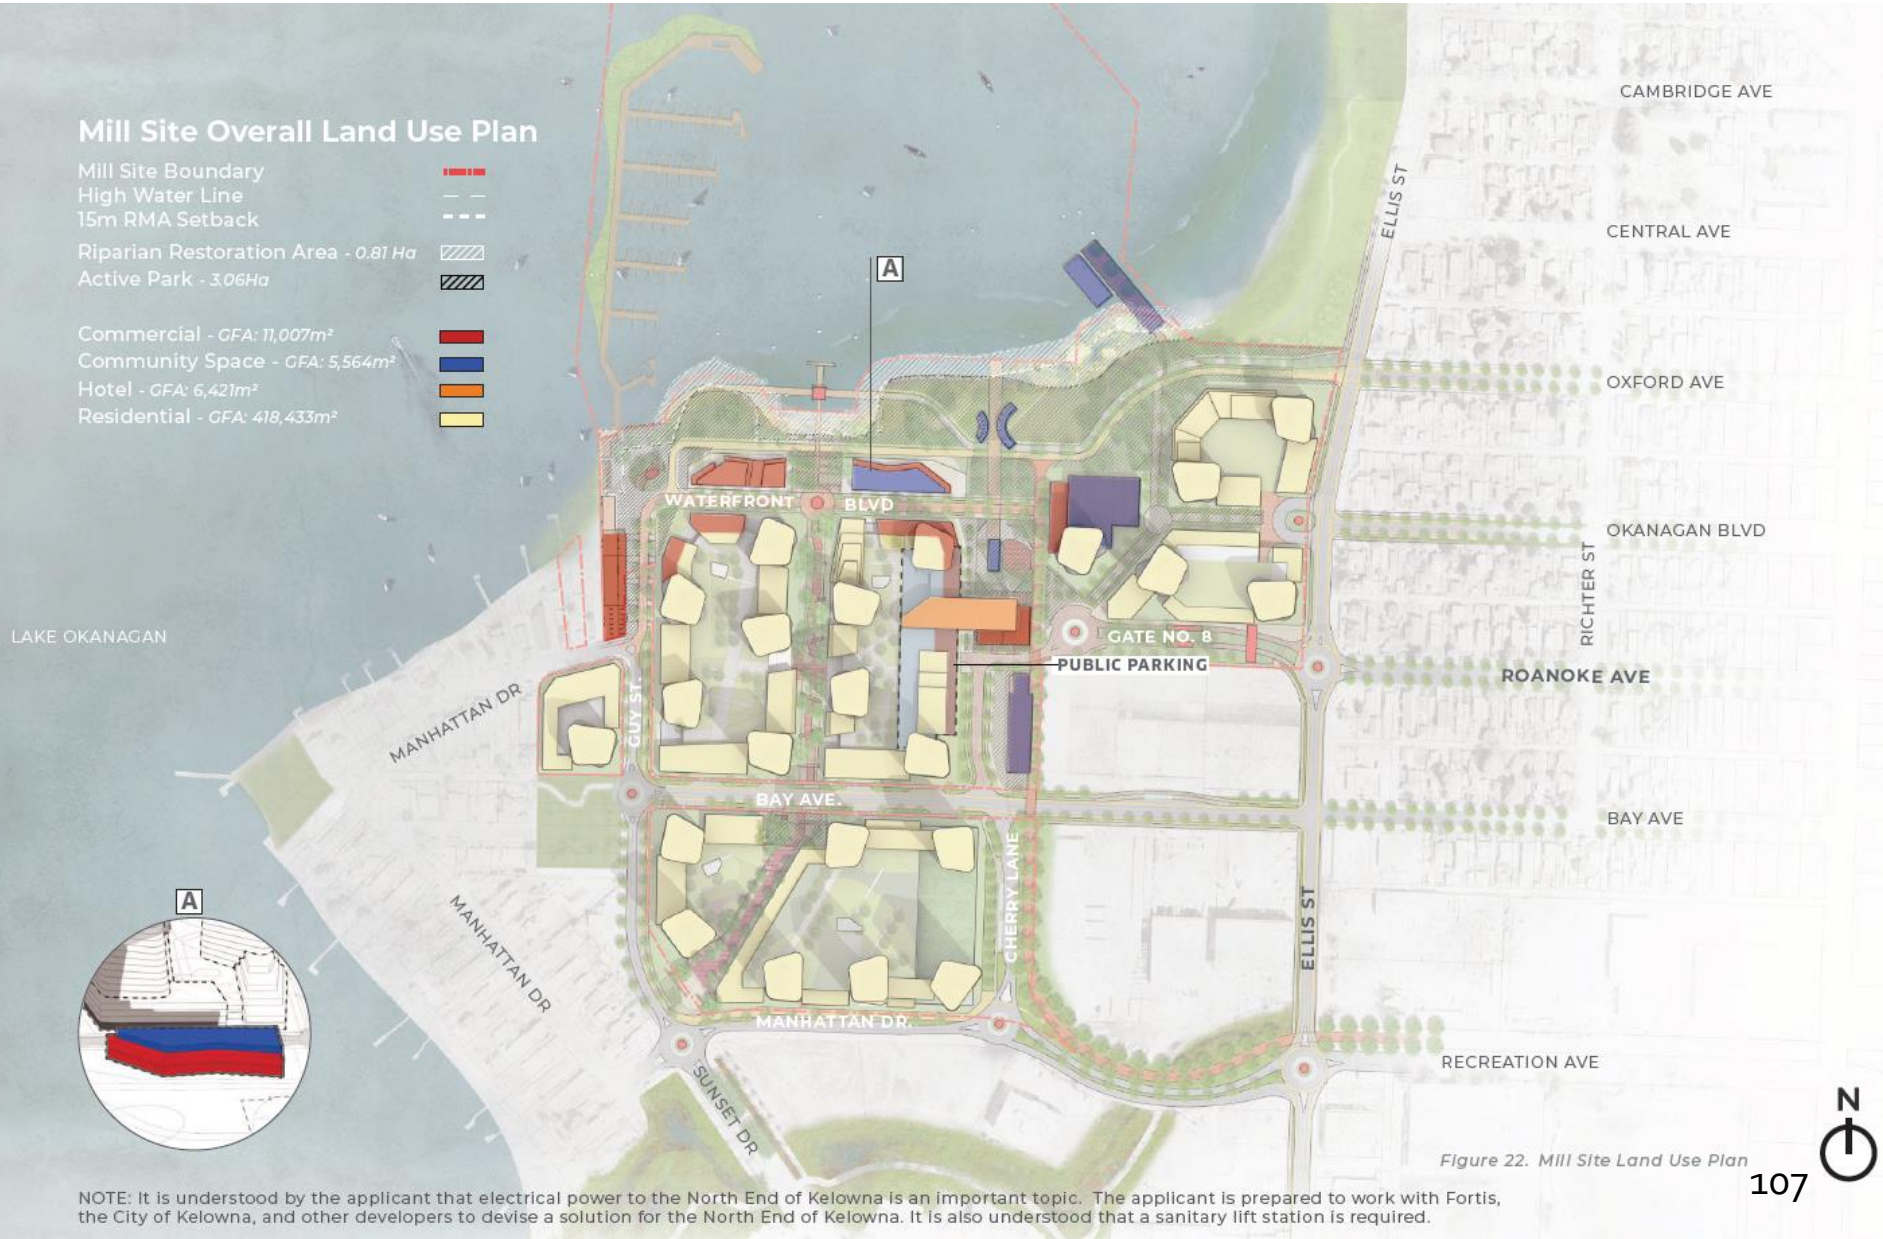 Mill Site Overall Land Use Plan
Mill Site Boundary
High Water Line
15m RMA Setback
Riparian Restoration Area - 0.81 Ha
Active Park - 3.06Ha
Commercial - GFA: 11,007m²
Community Space - GFA: 5,564m²
Hotel - GFA: 6,421m²
Residential - GFA: 418,433m²
A
CAMBRIDGE AVE
ELLIS ST
CENTRAL AVE
OXFORD AVE
WATERFRONT BLVD
OKANAGAN BLVD
RICHTER ST
LAKE OKANAGAN
GATE NO. 8
PUBLIC PARKING
ROANOKE AVE
MANHATTAN DR
GUY ST.
BAY AVE.
BAY AVE
CHERRY LANE
ELLIS ST
A
MANHATTAN DR
MANHATTAN DR.
SUNSET DR
RECREATION AVE
N
Figure 22. Mill Site Land Use Plan
107
NOTE: It is understood by the applicant that electrical power to the North End of Kelowna is an important topic. The applicant is prepared to work with Fortis,
the City of Kelowna, and other developers to devise a solution for the North End of Kelowna. It is also understood that a sanitary lift station is required.